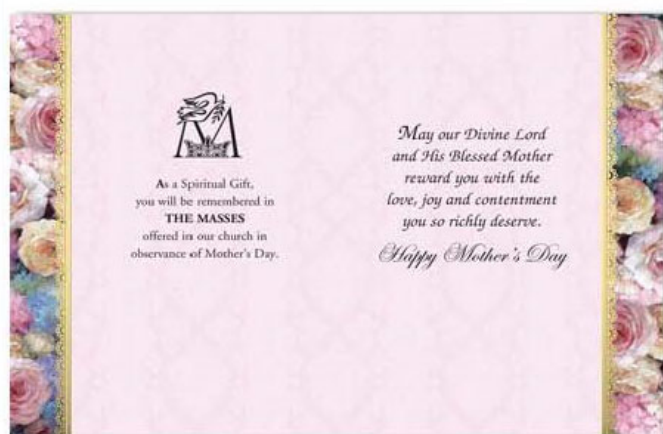 As a Spiritual Gift,
you will be remembered in
THE MASSES
offered in our church in
observance of Mother's Day.
May our Divine Lord
and His Blessed Mother
reward you with the
love, joy and contentment
you so richly deserve.
Happy Mother's Day